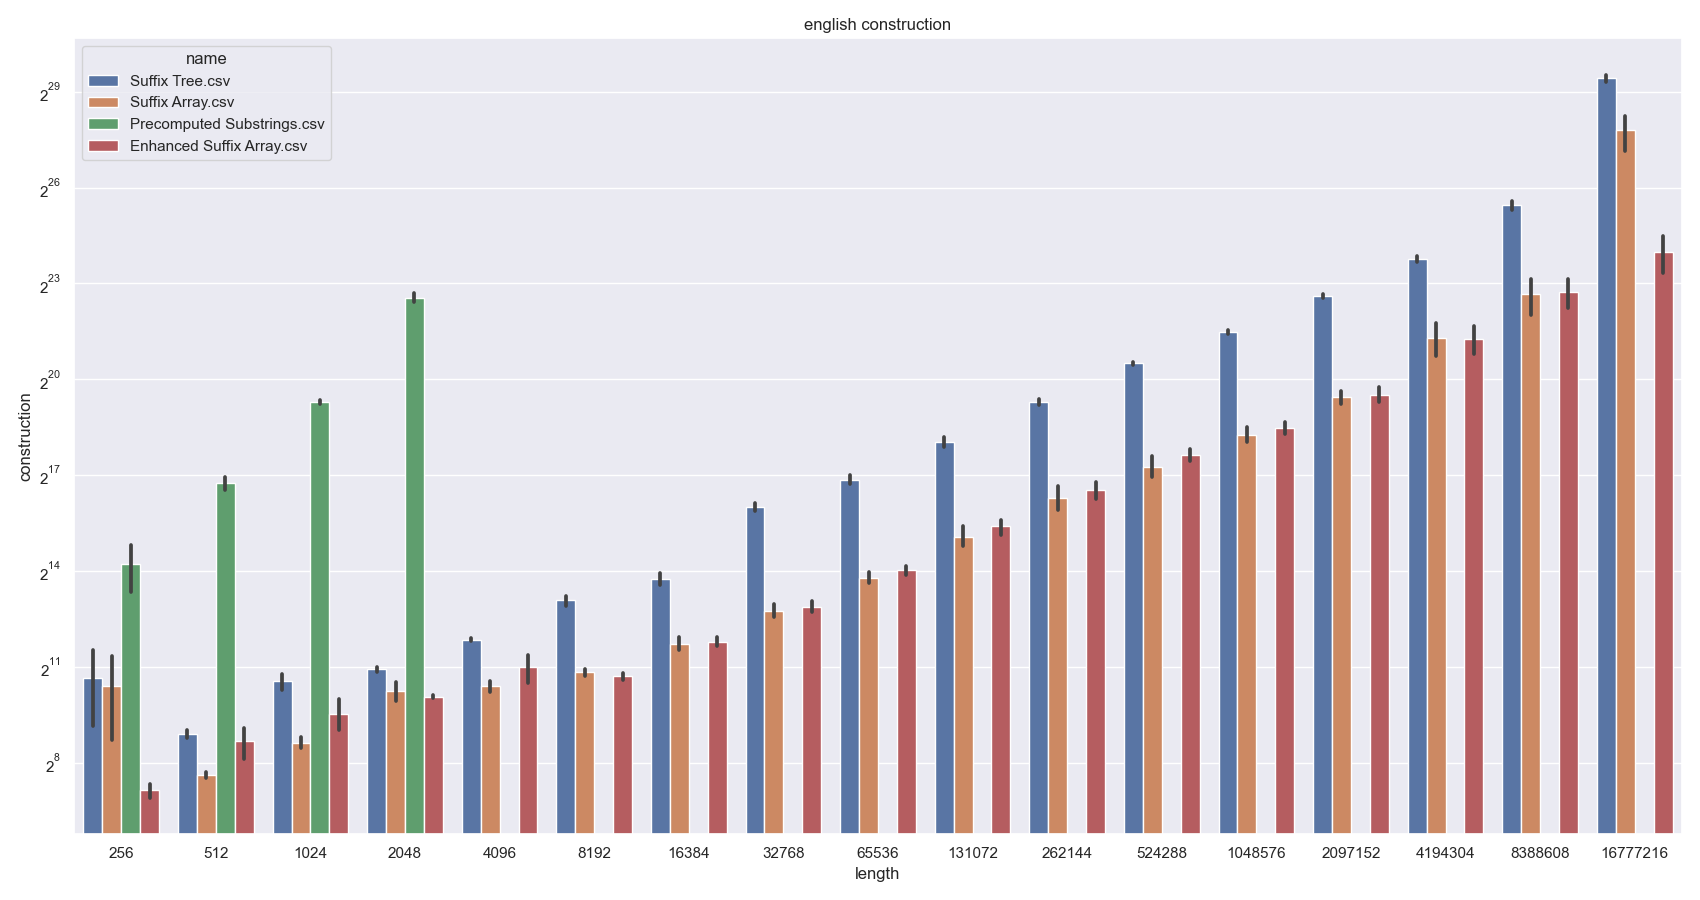 english construction
name
Suffix Tree.csv
Suffix Array.csv
Precomputed Substrings.csv
Enhanced Suffix Array.csv
2^29
2^26
2^23
2^20
2^17
2^14
2^11
2^8
construction
256 512 1024 2048 4096 8192 16384 32768 65536 131072 262144 524288 1048576 2097152 4194304 8388608 16777216
length